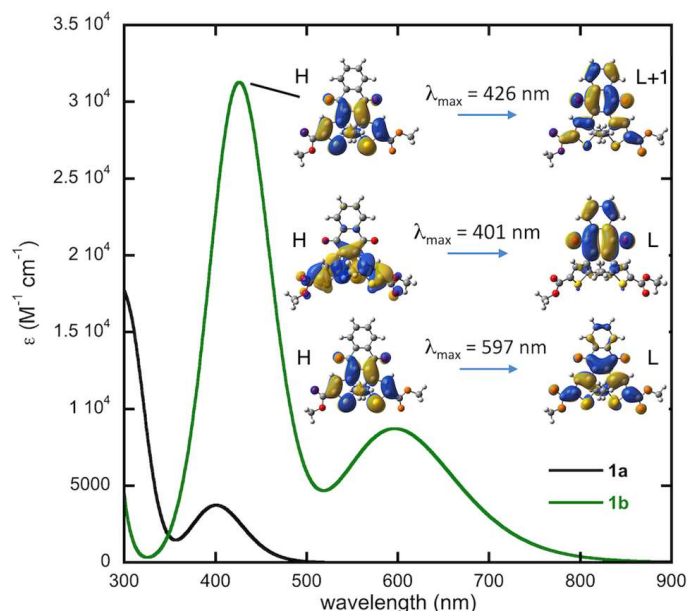 3.5 10⁴
3 10⁴
2.5 10⁴
2 10⁴
1.5 10⁴
1 10⁴
5000
0
ε (M⁻¹ cm⁻¹)
H
λmax = 426 nm
L+1
H
λmax = 401 nm
L
H
λmax = 597 nm
L
1a
1b
300 400 500 600 700 800 900
wavelength (nm)